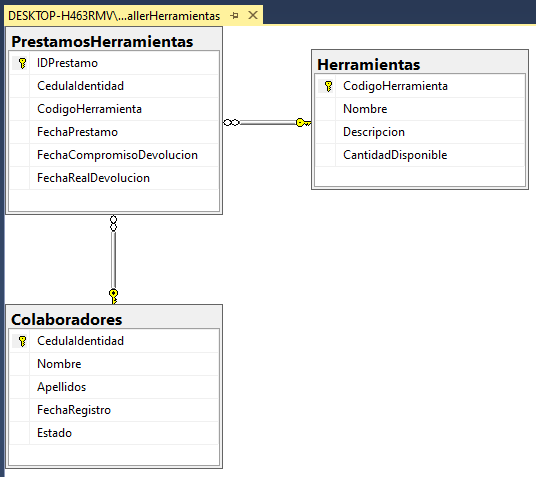 DESKTOP-H463RMV\...allerHerramientas
PrestamosHerramientas
IDPrestamo
CedulaIdentidad
CodigoHerramienta
FechaPrestamo
FechaCompromisoDevolucion
FechaRealDevolucion
Herramientas
CodigoHerramienta
Nombre
Descripcion
CantidadDisponible
Colaboradores
CedulaIdentidad
Nombre
Apellidos
FechaRegistro
Estado